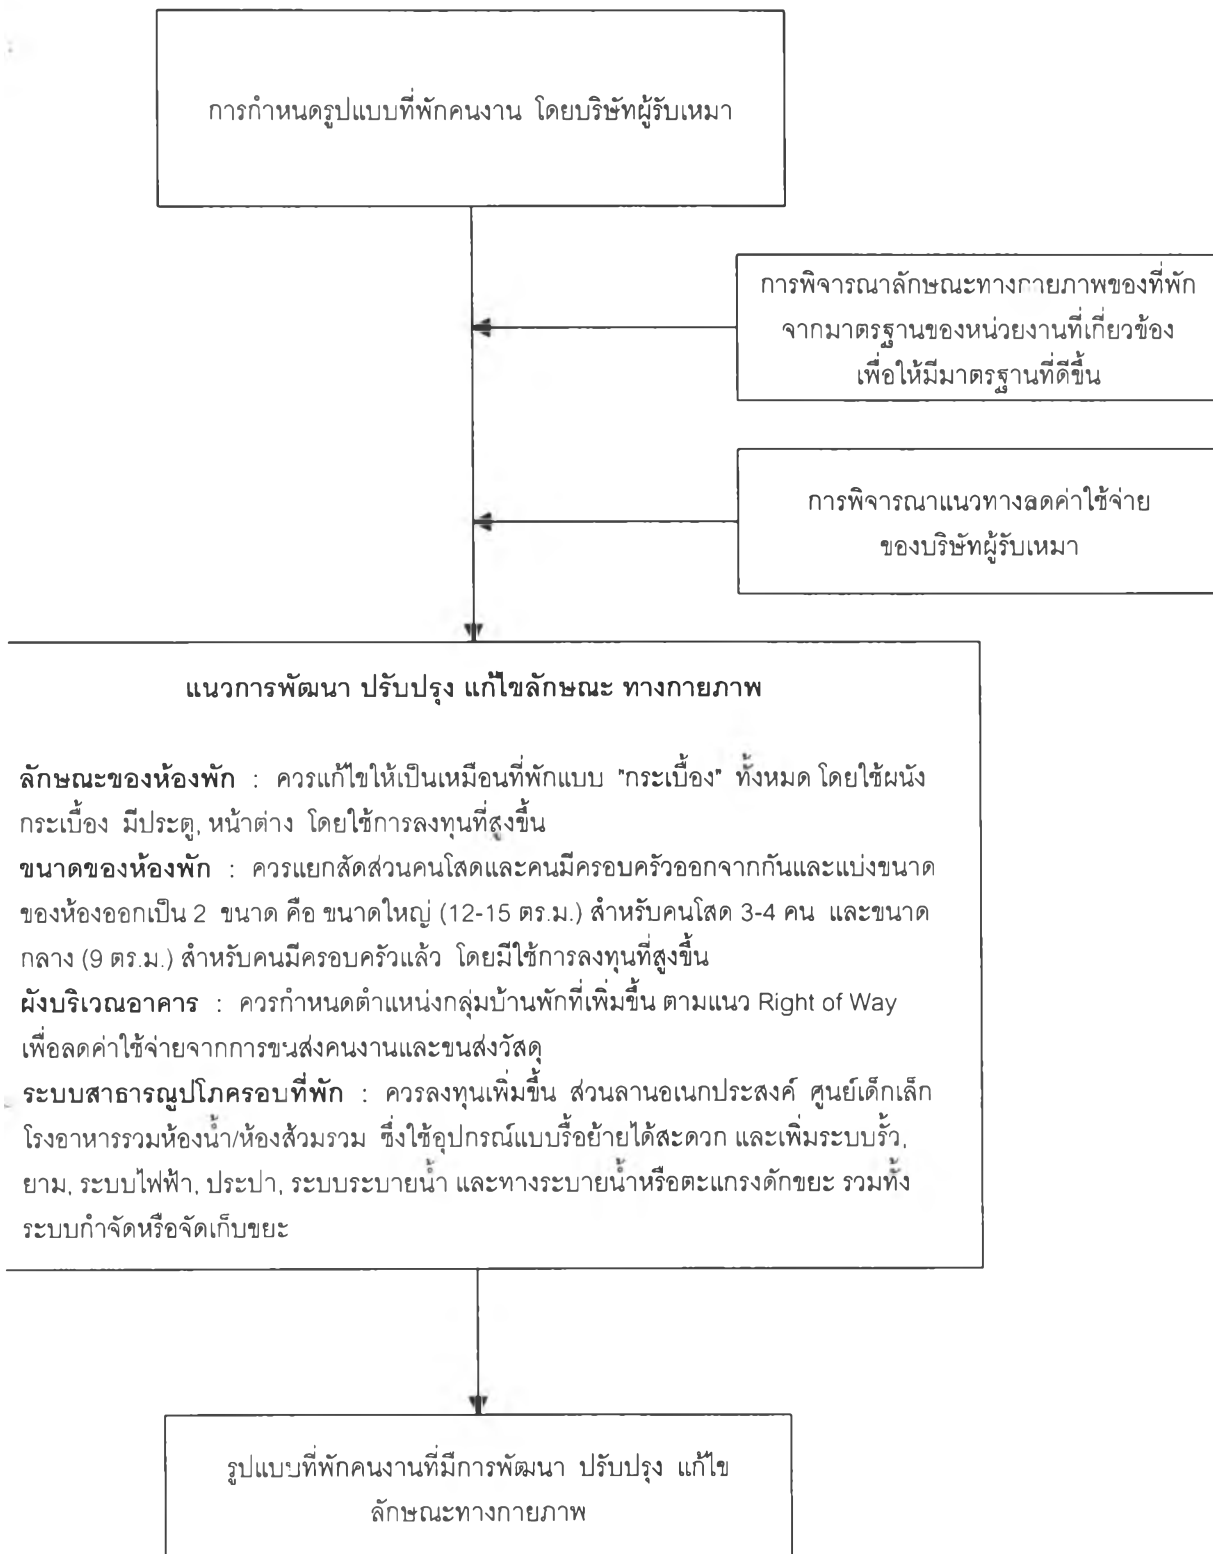 การกำหนดรูปแบบที่พักคนงาน โดยบริษัทผู้รับเหมา
การพิจารณาลักษณะทางกายภาพของที่พัก
จากมาตรฐานของหน่วยงานที่เกี่ยวข้อง
เพื่อให้มีมาตรฐานที่ดีขึ้น
การพิจารณาแนวทางลดค่าใช้จ่าย
ของบริษัทผู้รับเหมา
แนวการพัฒนา ปรับปรุง แก้ไขลักษณะ ทางกายภาพ
ลักษณะของห้องพัก : ควรแก้ไขให้เป็นเหมือนที่พักแบบ "กระเบื้อง" ทั้งหมด โดยใช้ผนัง
กระเบื้อง มีประตู, หน้าต่าง โดยใช้การลงทุนที่สูงขึ้น
ขนาดของห้องพัก : ควรแยกสัดส่วนคนโสดและคนมีครอบครัวออกจากกันและแบ่งขนาด
ของห้องออกเป็น 2 ขนาด คือ ขนาดใหญ่ (12-15 ตร.ม.) สำหรับคนโสด 3-4 คน และขนาด
กลาง (9 ตร.ม.) สำหรับคนมีครอบครัวแล้ว โดยมีใช้การลงทุนที่สูงขึ้น
ผังบริเวณอาคาร : ควรกำหนดตำแหน่งกลุ่มบ้านพักที่เพิ่มขึ้น ตามแนว Right of Way
เพื่อลดค่าใช้จ่ายจากการขนส่งคนงานและขนส่งวัสดุ
ระบบสาธารณูปโภครอบที่พัก : ควรลงทุนเพิ่มขึ้น ส่วนลานอเนกประสงค์ ศูนย์เด็กเล็ก
โรงอาหารรวมห้องน้ำ/ห้องส้วมรวม ซึ่งใช้อุปกรณ์แบบรื้อย้ายได้สะดวก และเพิ่มระบบรั้ว,
ยาม, ระบบไฟฟ้า, ประปา, ระบบระบายน้ำ และทางระบายน้ำหรือตะแกรงดักขยะ รวมทั้ง
ระบบกำจัดหรือจัดเก็บขยะ
รูปแบบที่พักคนงานที่มีการพัฒนา ปรับปรุง แก้ไข
ลักษณะทางกายภาพ